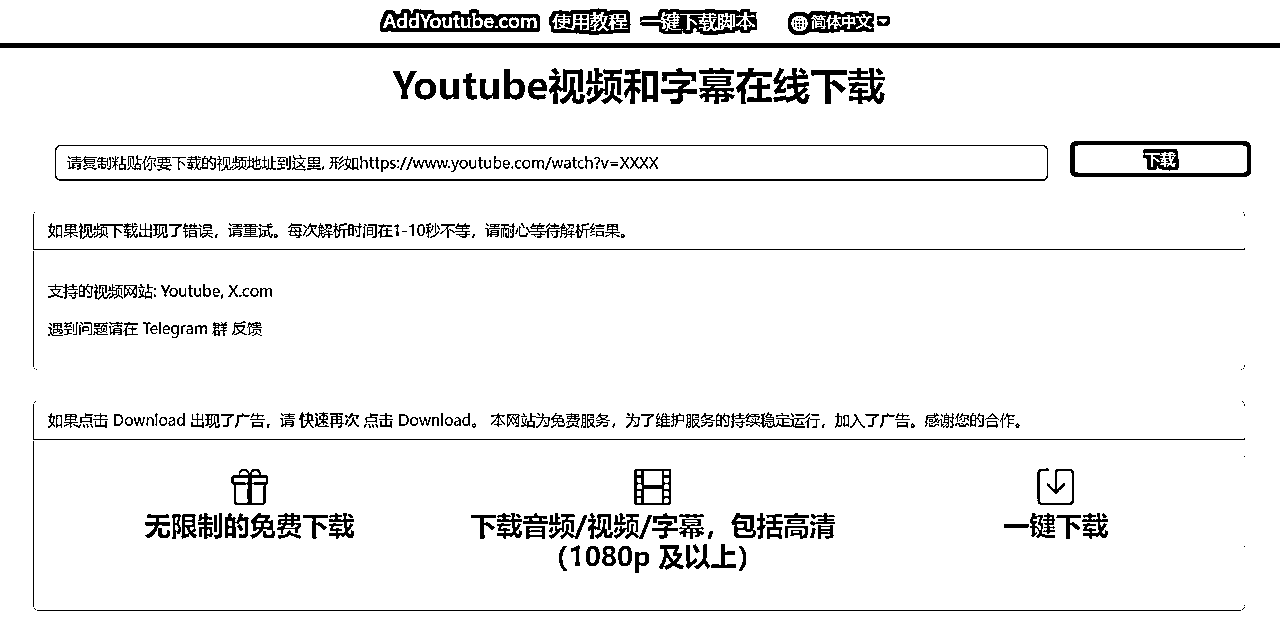 AddYoutube.com 使用教程 一键下载脚本 简体中文
Youtube视频和字幕在线下载
请复制粘贴你要下载的视频地址到这里, 形如https://www.youtube.com/watch?v=XXXX 下载
如果视频下载出现了错误，请重试。每次解析时间在1-10秒不等，请耐心等待解析结果。
支持的视频网站: Youtube, X.com
遇到问题请在 Telegram 群 反馈
如果点击 Download 出现了广告，请 快速再次 点击 Download。 本网站为免费服务，为了维护服务的持续稳定运行，加入了广告。感谢您的合作。
无限制的免费下载 下载音频/视频/字幕，包括高清 一键下载
（1080p 及以上）